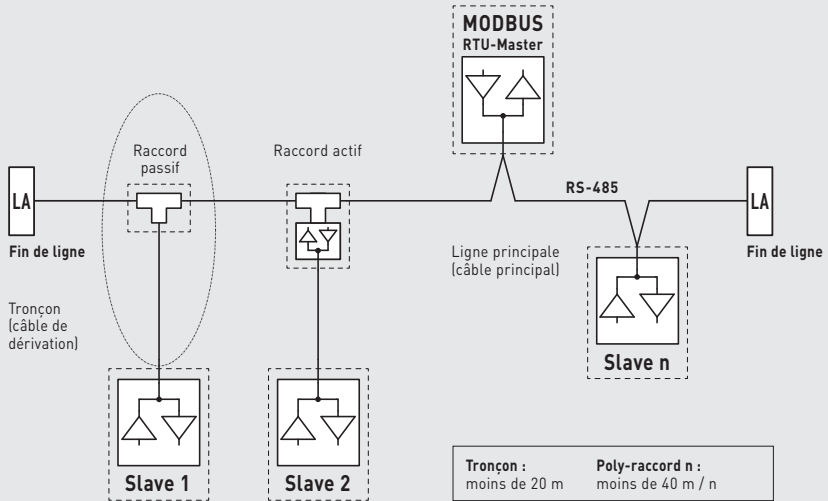 MODBUS
RTU-Master
Raccord
passif
Raccord actif
LA
RS-485
LA
Fin de ligne
Ligne principale
(câble principal)
Fin de ligne
Tronçon
(câble de
dérivation)
Slave n
Slave 1
Slave 2
Tronçon :
moins de 20 m
Poly-raccord n :
moins de 40 m / n